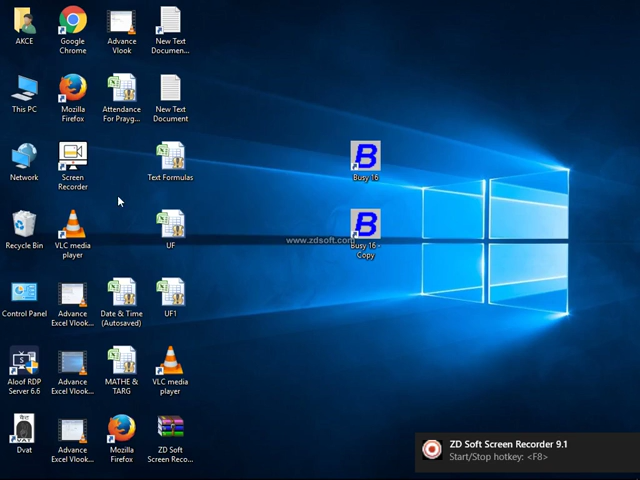 AKCE
Google
Chrome
Advance
Vlook
New Text
Documen...
This PC
Mozilla
Firefox
Attendance
For Prayg...
New Text
Document
Network
Screen
Recorder
Text Formulas
Busy 16
Recycle Bin
VLC media
player
UF
www.zdsoft.com
Busy 16 -
Copy
Control Panel
Advance
Excel Vlook...
Date & Time
(Autosaved)
UF1
Aloof RDP
Server 6.6
Advance
Excel Vlook...
MATHE &
TARG
VLC media
player
Dvat
Advance
Excel Vlook...
Mozilla
Firefox
ZD Soft
Screen Reco...
ZD Soft Screen Recorder 9.1
Start/Stop hotkey: <F8>